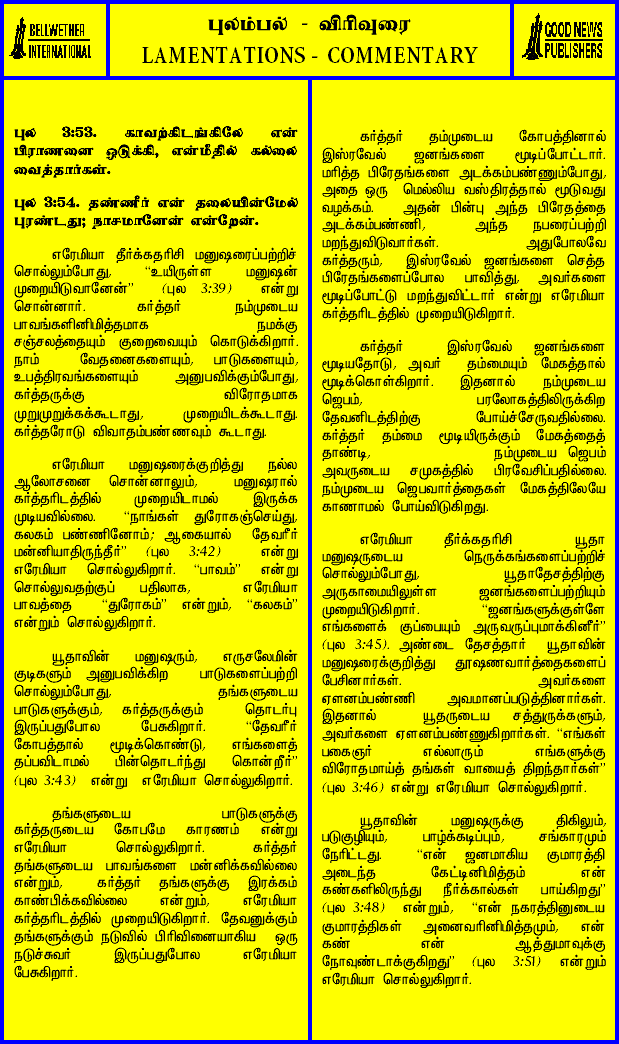 BELLWETHER
INTERNATIONAL
புலம்பல் - விரிவுரை
LAMENTATIONS - COMMENTARY
GOOD NEWS
PUBLISHERS
புல 3:53. காவற்கிடங்கிலே என்
பிராணனை ஒடுக்கி, என்மீதில் கல்லை
வைத்தார்கள்.
புல 3:54. தண்ணீர் என் தலையின்மேல்
புரண்டது; நாசமானேன் என்றேன்.
எரேமியா தீர்க்கதரிசி மனுஷரைப்பற்றிச்
சொல்லும்போது, “உயிருள்ள மனுஷன்
முறையிடுவானேன்” (புல 3:39) என்று
சொன்னார். கர்த்தர் நம்முடைய
பாவங்களினிமித்தமாக நமக்கு
சஞ்சலத்தையும் குறைவையும் கொடுக்கிறார்.
நாம் வேதனைகளையும், பாடுகளையும்,
உபத்திரவங்களையும் அனுபவிக்கும்போது,
கர்த்தருக்கு விரோதமாக
முறுமுறுக்கக்கூடாது, முறையிடக்கூடாது.
கர்த்தரோடு விவாதம்பண்ணவும் கூடாது.
எரேமியா மனுஷரைக்குறித்து நல்ல
ஆலோசனை சொன்னாலும், மனுஷரால்
கர்த்தரிடத்தில் முறையிடாமல் இருக்க
முடியவில்லை. “நாங்கள் துரோகஞ்செய்து,
கலகம் பண்ணினோம்; ஆகையால் தேவரீர்
மன்னியாதிருந்தீர்” (புல 3:42) என்று
எரேமியா சொல்லுகிறார். “பாவம்” என்று
சொல்லுவதற்குப் பதிலாக, எரேமியா
பாவத்தை “துரோகம்” என்றும், “கலகம்”
என்றும் சொல்லுகிறார்.
யூதாவின் மனுஷரும், எருசலேமின்
குடிகளும் அனுபவிக்கிற பாடுகளைப்பற்றி
சொல்லும்போது, தங்களுடைய
பாடுகளுக்கும், கர்த்தருக்கும் தொடர்பு
இருப்பதுபோல பேசுகிறார். “தேவரீர்
கோபத்தால் மூடிக்கொண்டு, எங்களைத்
தப்பவிடாமல் பின்தொடர்ந்து கொன்றீர்”
(புல 3:43) என்று எரேமியா சொல்லுகிறார்.
தங்களுடைய பாடுகளுக்கு
கர்த்தருடைய கோபமே காரணம் என்று
எரேமியா சொல்லுகிறார். கர்த்தர்
தங்களுடைய பாவங்களை மன்னிக்கவில்லை
என்றும், கர்த்தர் தங்களுக்கு இரக்கம்
காண்பிக்கவில்லை என்றும், எரேமியா
கர்த்தரிடத்தில் முறையிடுகிறார். தேவனுக்கும்
தங்களுக்கும் நடுவில் பிரிவினையாகிய ஒரு
நடுச்சுவர் இருப்பதுபோல எரேமியா
பேசுகிறார்.
கர்த்தர் தம்முடைய கோபத்தினால்
இஸ்ரவேல் ஜனங்களை மூடிப்போட்டார்.
மரித்த பிரேதங்களை அடக்கம்பண்ணும்போது,
அதை ஒரு மெல்லிய வஸ்திரத்தால் மூடுவது
வழக்கம். அதன் பின்பு அந்த பிரேதத்தை
அடக்கம்பண்ணி, அந்த நபரைப்பற்றி
மறந்துவிடுவார்கள். அதுபோலவே
கர்த்தரும், இஸ்ரவேல் ஜனங்களை செத்த
பிரேதங்களைப்போல பாவித்து, அவர்களை
மூடிப்போட்டு மறந்துவிட்டார் என்று எரேமியா
கர்த்தரிடத்தில் முறையிடுகிறார்.
கர்த்தர் இஸ்ரவேல் ஜனங்களை
மூடியதோடு, அவர் தம்மையும் மேகத்தால்
மூடிக்கொள்கிறார். இதனால் நம்முடைய
ஜெபம், பரலோகத்திலிருக்கிற
தேவனிடத்திற்கு போய்ச்சேருவதில்லை.
கர்த்தர் தம்மை மூடியிருக்கும் மேகத்தைத்
தாண்டி, நம்முடைய ஜெபம்
அவருடைய சமுகத்தில் பிரவேசிப்பதில்லை.
நம்முடைய ஜெபவார்த்தைகள் மேகத்திலேயே
காணாமல் போய்விடுகிறது.
எரேமியா தீர்க்கதரிசி யூதா
மனுஷருடைய நெருக்கங்களைப்பற்றிச்
சொல்லும்போது, யூதாதேசத்திற்கு
அருகாமையிலுள்ள ஜனங்களைப்பற்றியும்
முறையிடுகிறார். “ஜனங்களுக்குள்ளே
எங்களைக் குப்பையும் அருவருப்புமாக்கினீர்”
(புல 3:45). அண்டை தேசத்தார் யூதாவின்
மனுஷரைக்குறித்து தூஷணவார்த்தைகளைப்
பேசினார்கள். அவர்களை
ஏளனம்பண்ணி அவமானப்படுத்தினார்கள்.
இதனால் யூதருடைய சத்துருக்களும்,
அவர்களை ஏளனம்பண்ணுகிறார்கள். “எங்கள்
பகைஞர் எல்லாரும் எங்களுக்கு
விரோதமாய்த் தங்கள் வாயைத் திறந்தார்கள்”
(புல 3:46) என்று எரேமியா சொல்லுகிறார்.
யூதாவின் மனுஷருக்கு திகிலும்,
படுகுழியும், பாழ்க்கடிப்பும், சங்காரமும்
நேரிட்டது. “என் ஜனமாகிய குமாரத்தி
அடைந்த கேட்டினிமித்தம் என்
கண்களிலிருந்து நீர்க்கால்கள் பாய்கிறது”
(புல 3:48) என்றும், “என் நகரத்தினுடைய
குமாரத்திகள் அனைவரினிமித்தமும், என்
கண் என் ஆத்துமாவுக்கு
நோவுண்டாக்குகிறது” (புல 3:51) என்றும்
எரேமியா சொல்லுகிறார்.